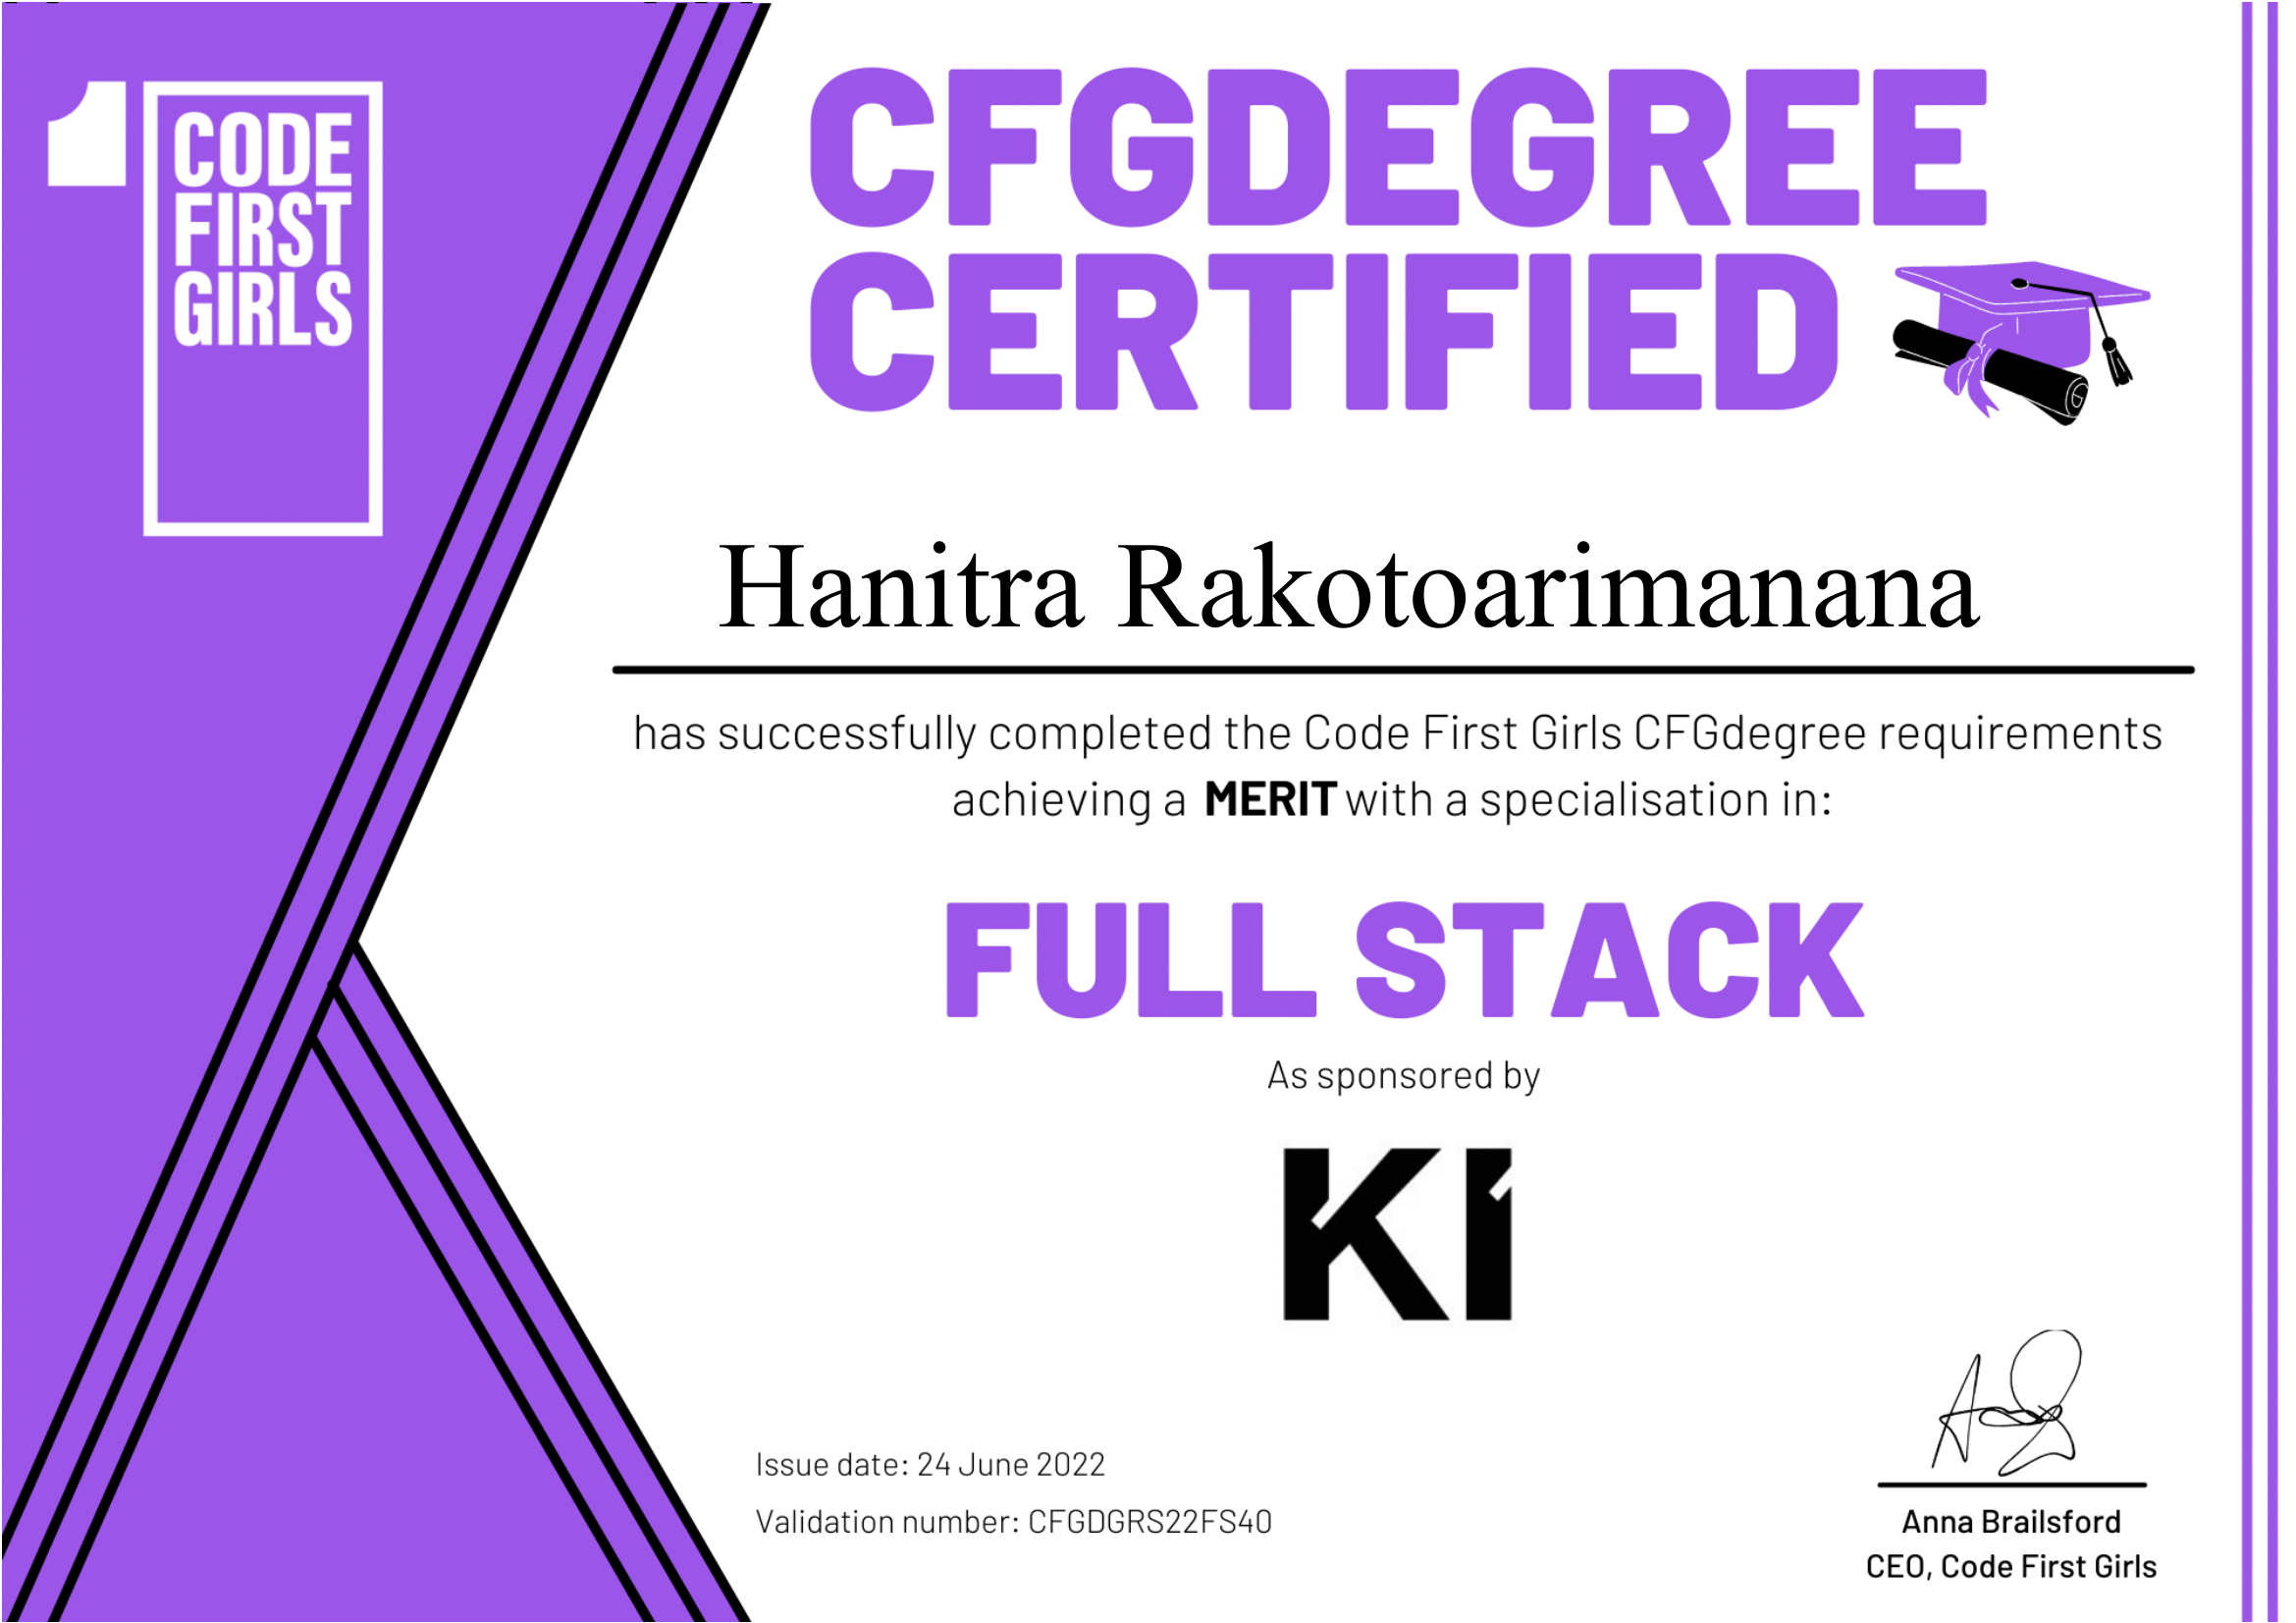 1
CODE
FIRST
GIRLS
CFGDEGREE
CERTIFIED
Hanitra Rakotoarimanana
has successfully completed the Code First Girls CFGdegree requirements
achieving a MERIT with a specialisation in:
FULL STACK
As sponsored by
KI
Issue date: 24 June 2022
Validation number: CFGDGRS22FS40
Anna Brailsford
CEO, Code First Girls